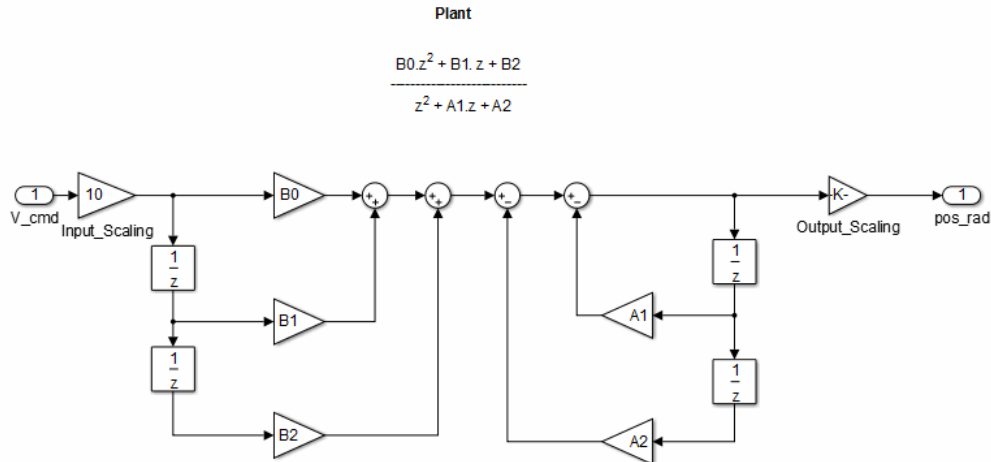 Plant
B0.z² + B1. z + B2
---------------------------
z² + A1.z + A2
1
V_cmd
10
Input_Scaling
B0
+
+
+
+
+
−
+
−
-K-
Output_Scaling
1
pos_rad
1
z
1
z
B1
A1
1
z
1
z
B2
A2